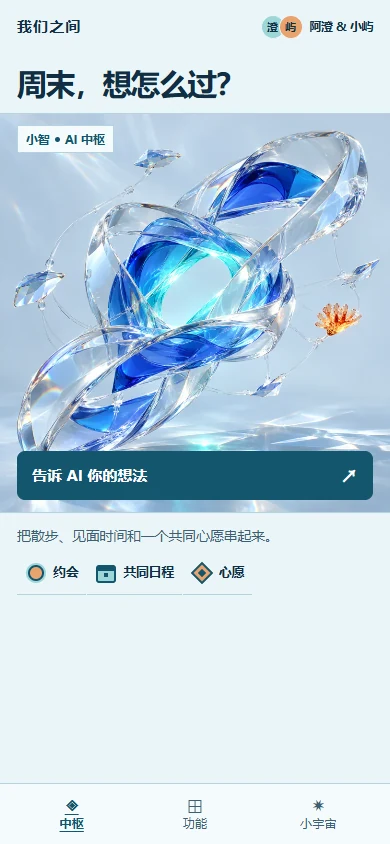 我们之间
澄 屿 阿澄 & 小屿
周末，想怎么过？
小智 • AI 中枢
告诉 AI 你的想法
把散步、见面时间和一个共同心愿串起来。
约会 共同日程 心愿
中枢 功能 小宇宙